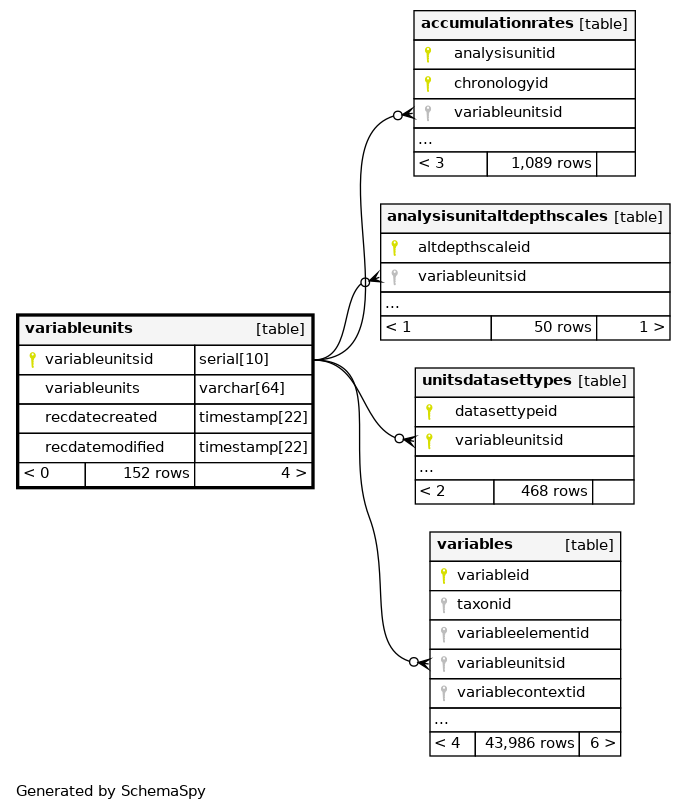 accumulationrates [table]
analysisunitid
chronologyid
variableunitsid
...
< 3 1,089 rows
analysisunitaltdepthscales [table]
altdepthscaleid
variableunitsid
...
< 1 50 rows 1 >
variableunits [table]
variableunitsid serial[10]
variableunits varchar[64]
recdatecreated timestamp[22]
recdatemodified timestamp[22]
< 0 152 rows 4 >
unitsdatasettypes [table]
datasettypeid
variableunitsid
...
< 2 468 rows
variables [table]
variableid
taxonid
variableelementid
variableunitsid
variablecontextid
...
< 4 43,986 rows 6 >
Generated by SchemaSpy